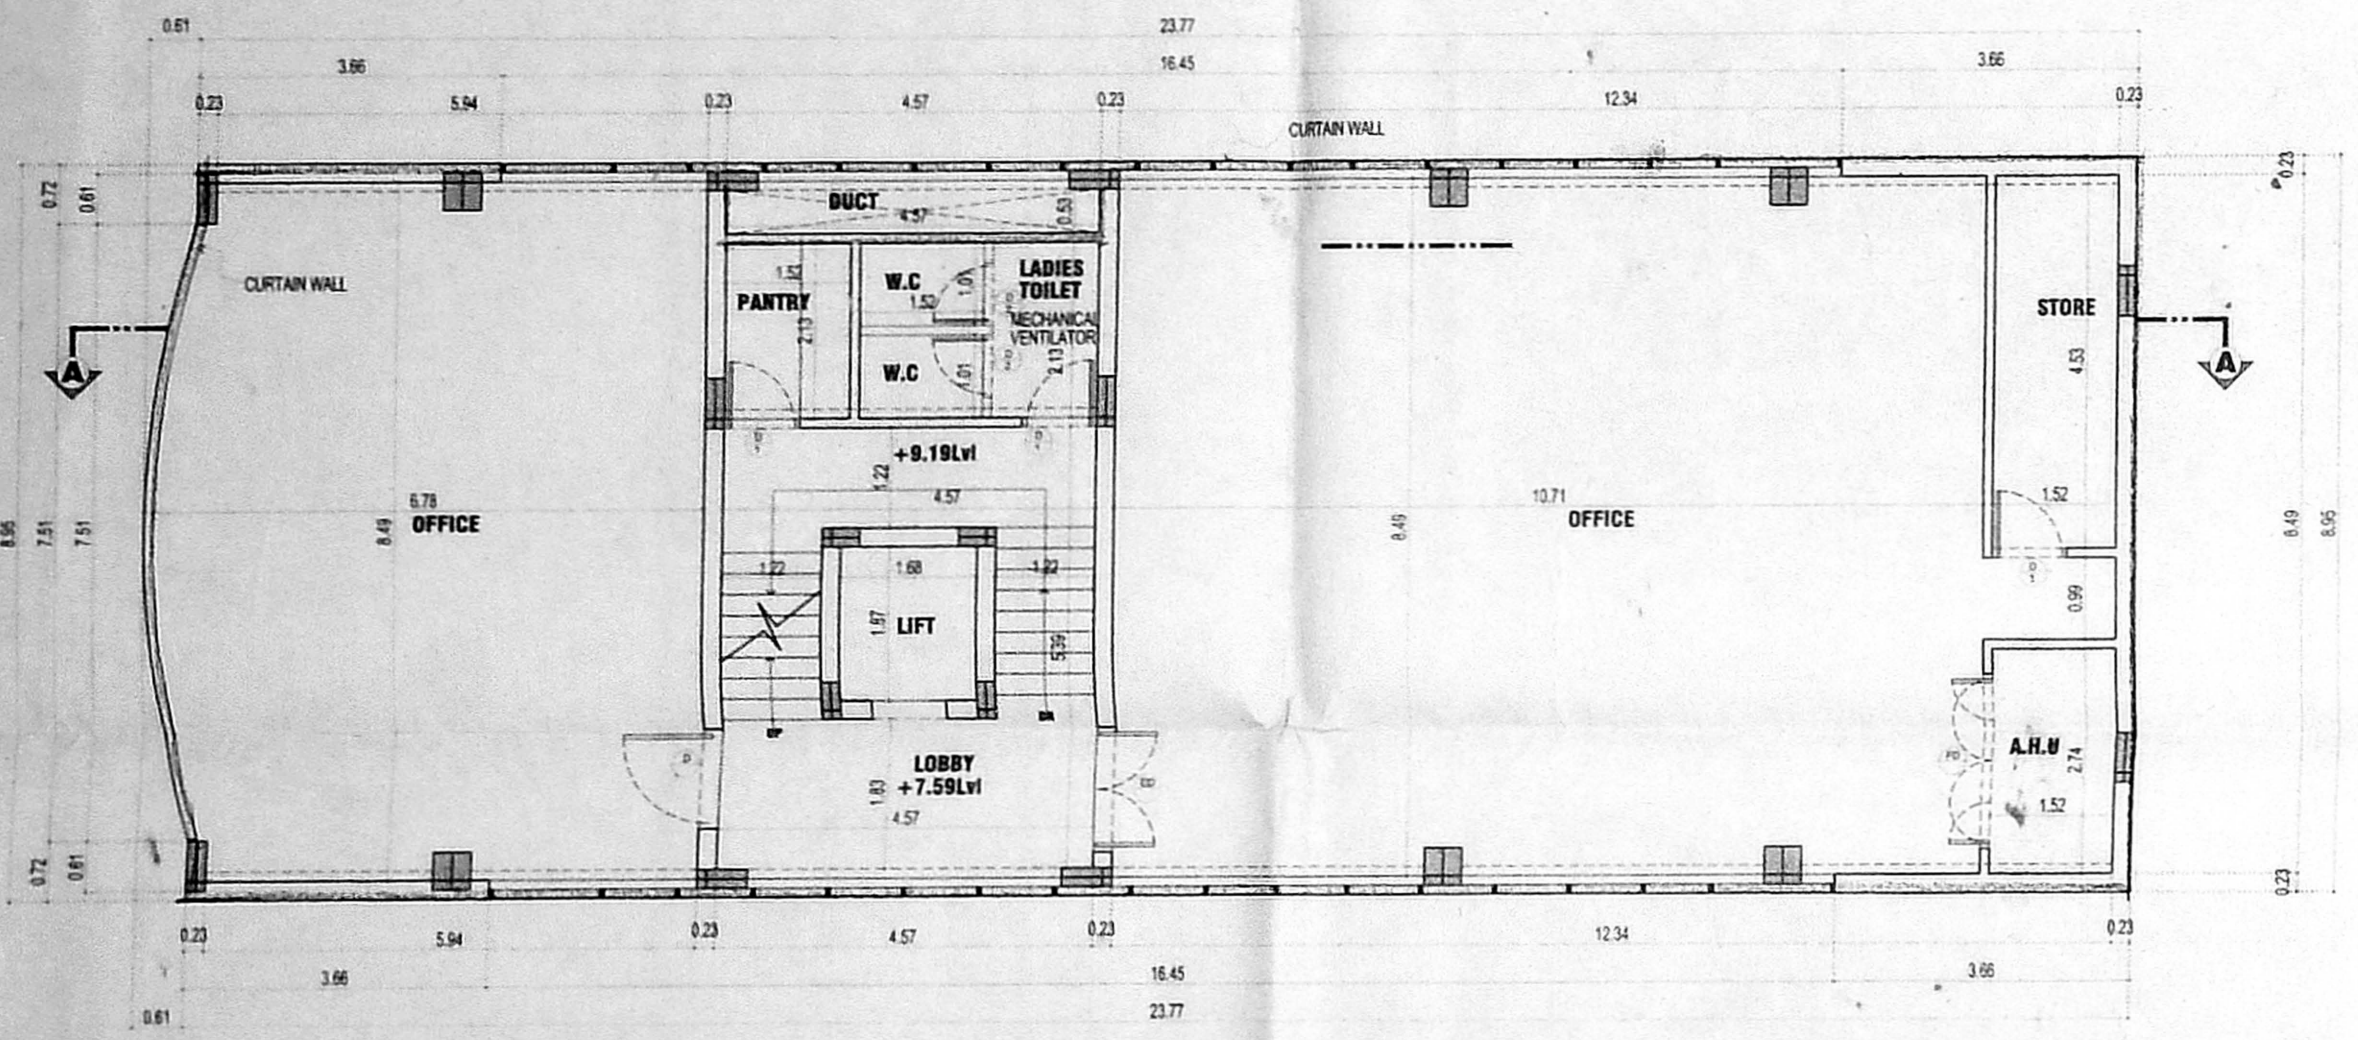 0.61
23.77
3.66
16.45
3.66
0.23
5.94
0.23
4.57
0.23
12.34
0.23
CURTAIN WALL
0.23
0.72
0.61
DUCT
4.57
0.53
CURTAIN WALL
1.52
PANTRY
2.13
W.C
1.52
1.01
LADIES
TOILET
MECHANICAL
VENTILATOR
2.13
W.C
1.01
STORE
4.53
A
A
+9.19Lvl
1.22
4.57
1.52
6.78
OFFICE
8.49
10.71
OFFICE
8.49
8.95
7.51
7.51
8.49
8.95
1.22
1.68
1.22
D
1
0.99
1.87
LIFT
5.39
UP
D
LOBBY
+7.59Lvl
1.83
4.57
FD
A.H.U
2.74
1.52
0.72
0.61
0.23
0.23
5.94
0.23
4.57
0.23
12.34
0.23
3.66
16.45
3.66
0.61
23.77